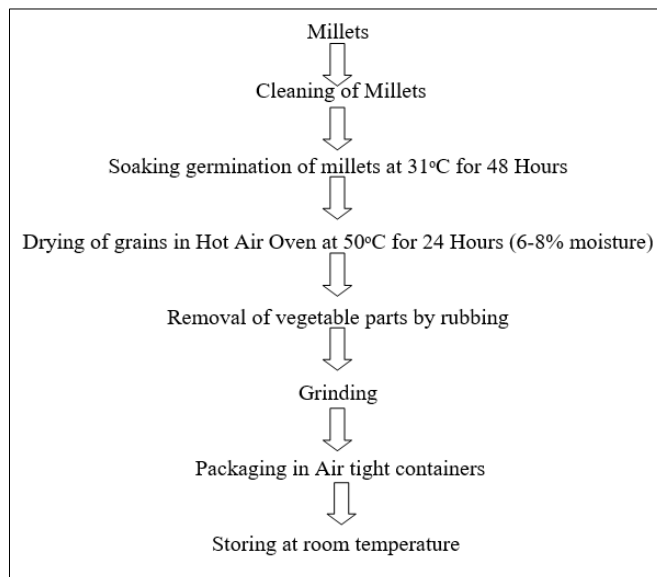 Millets
Cleaning of Millets
Soaking germination of millets at 31°C for 48 Hours
Drying of grains in Hot Air Oven at 50°C for 24 Hours (6-8% moisture)
Removal of vegetable parts by rubbing
Grinding
Packaging in Air tight containers
Storing at room temperature